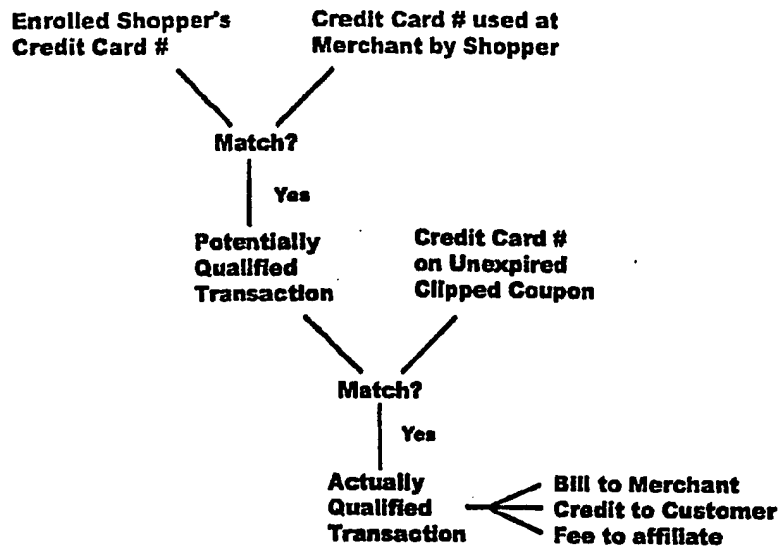 Enrolled Shopper's
Credit Card #
Credit Card # used at
Merchant by Shopper
Match?
Yes
Potentially
Qualified
Transaction
Credit Card #
on Unexpired
Clipped Coupon
Match?
Yes
Actually
Qualified
Transaction
Bill to Merchant
Credit to Customer
Fee to affiliate